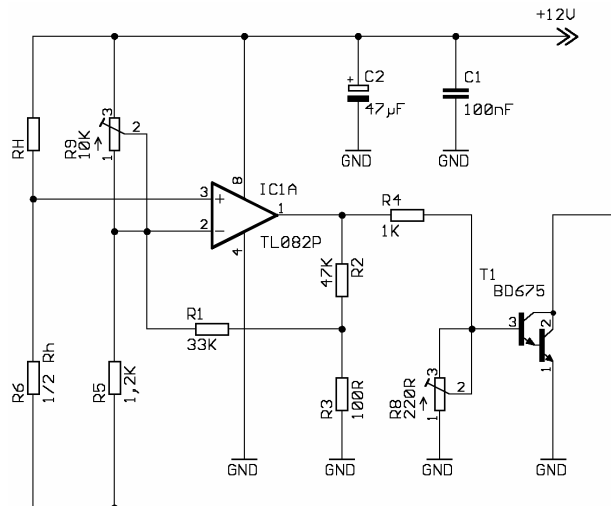 +12V
C2
+
47µF
C1
100nF
GND
GND
RH
R9
10K
3
2
1
8
IC1A
3
+
1
2
-
TL082P
4
R4
1K
47K
R2
T1
BD675
R1
33K
3
2
1
R6
1/2 Rh
R5
1,2K
R3
100R
R8
220R
3
2
1
GND
GND
GND
GND